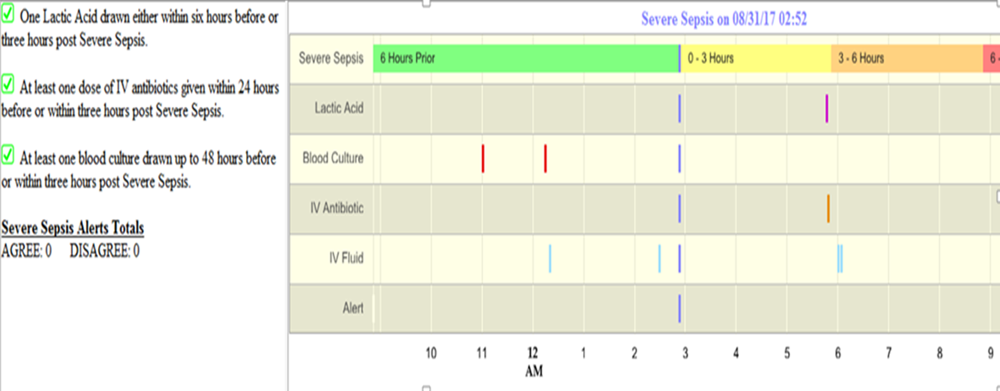 One Lactic Acid drawn either within six hours before or
three hours post Severe Sepsis.
At least one dose of IV antibiotics given within 24 hours
before or within three hours post Severe Sepsis.
At least one blood culture drawn up to 48 hours before
or within three hours post Severe Sepsis.
Severe Sepsis Alerts Totals
AGREE: 0 DISAGREE: 0
Severe Sepsis on 08/31/17 02:52
Severe Sepsis 6 Hours Prior 0 - 3 Hours 3 - 6 Hours 6 -
Lactic Acid
Blood Culture
IV Antibiotic
IV Fluid
Alert
10 11 12 1 2 3 4 5 6 7 8 9
AM